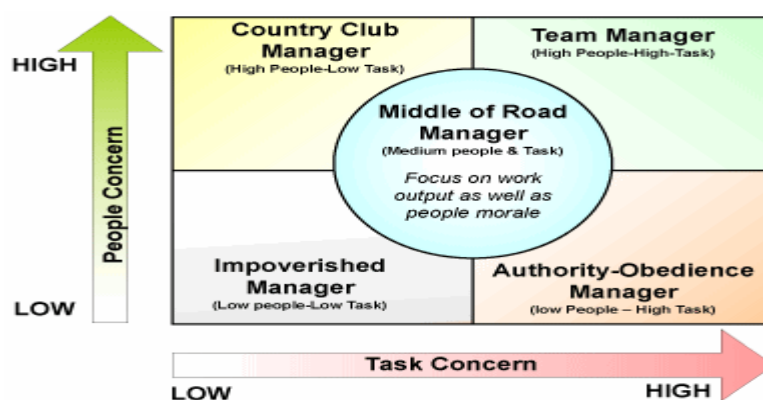 HIGH
People Concern
LOW
Country Club
Manager
(High People-Low Task)
Team Manager
(High People-High-Task)
Middle of Road
Manager
(Medium people & Task)
Focus on work
output as well as
people morale
Impoverished
Manager
(Low people-Low Task)
Authority-Obedience
Manager
(low People – High Task)
Task Concern
LOW
HIGH